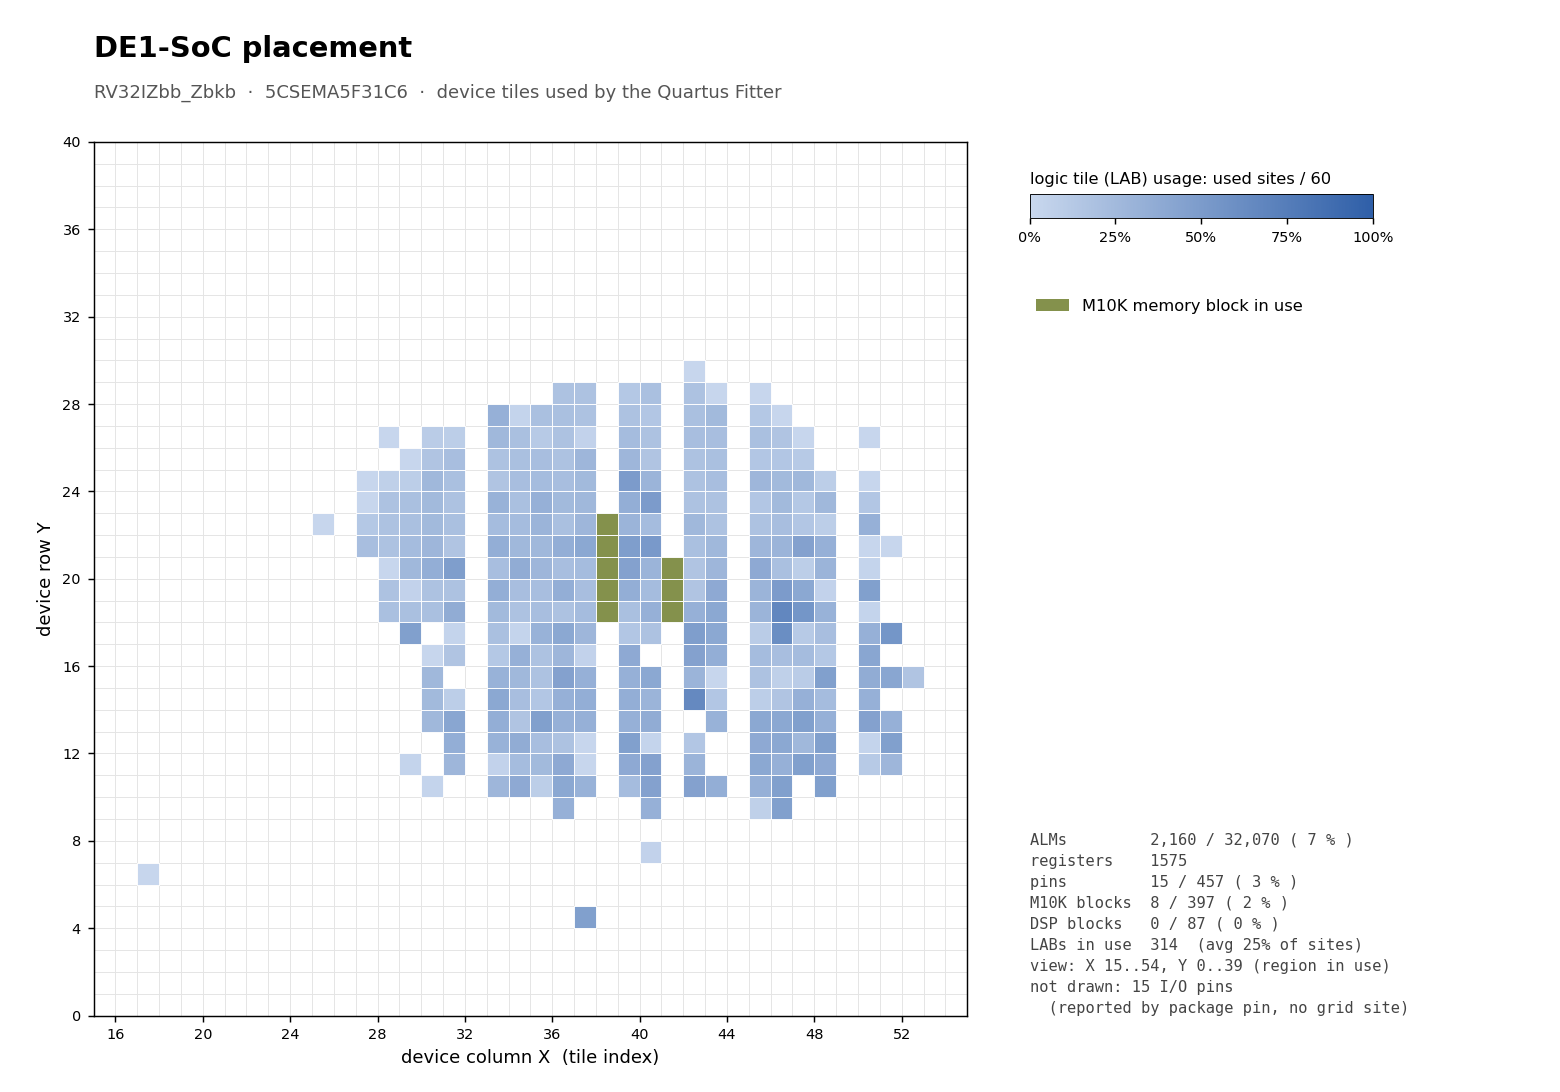 DE1-SoC placement
RV32IZbb_Zbkb · 5CSEMA5F31C6 · device tiles used by the Quartus Fitter
logic tile (LAB) usage: used sites / 60
0% 25% 50% 75% 100%
M10K memory block in use
device row Y
40
36
32
28
24
20
16
12
8
4
0
16 20 24 28 32 36 40 44 48 52
device column X (tile index)
ALMs 2,160 / 32,070 ( 7 % )
registers 1575
pins 15 / 457 ( 3 % )
M10K blocks 8 / 397 ( 2 % )
DSP blocks 0 / 87 ( 0 % )
LABs in use 314 (avg 25% of sites)
view: X 15..54, Y 0..39 (region in use)
not drawn: 15 I/O pins
(reported by package pin, no grid site)